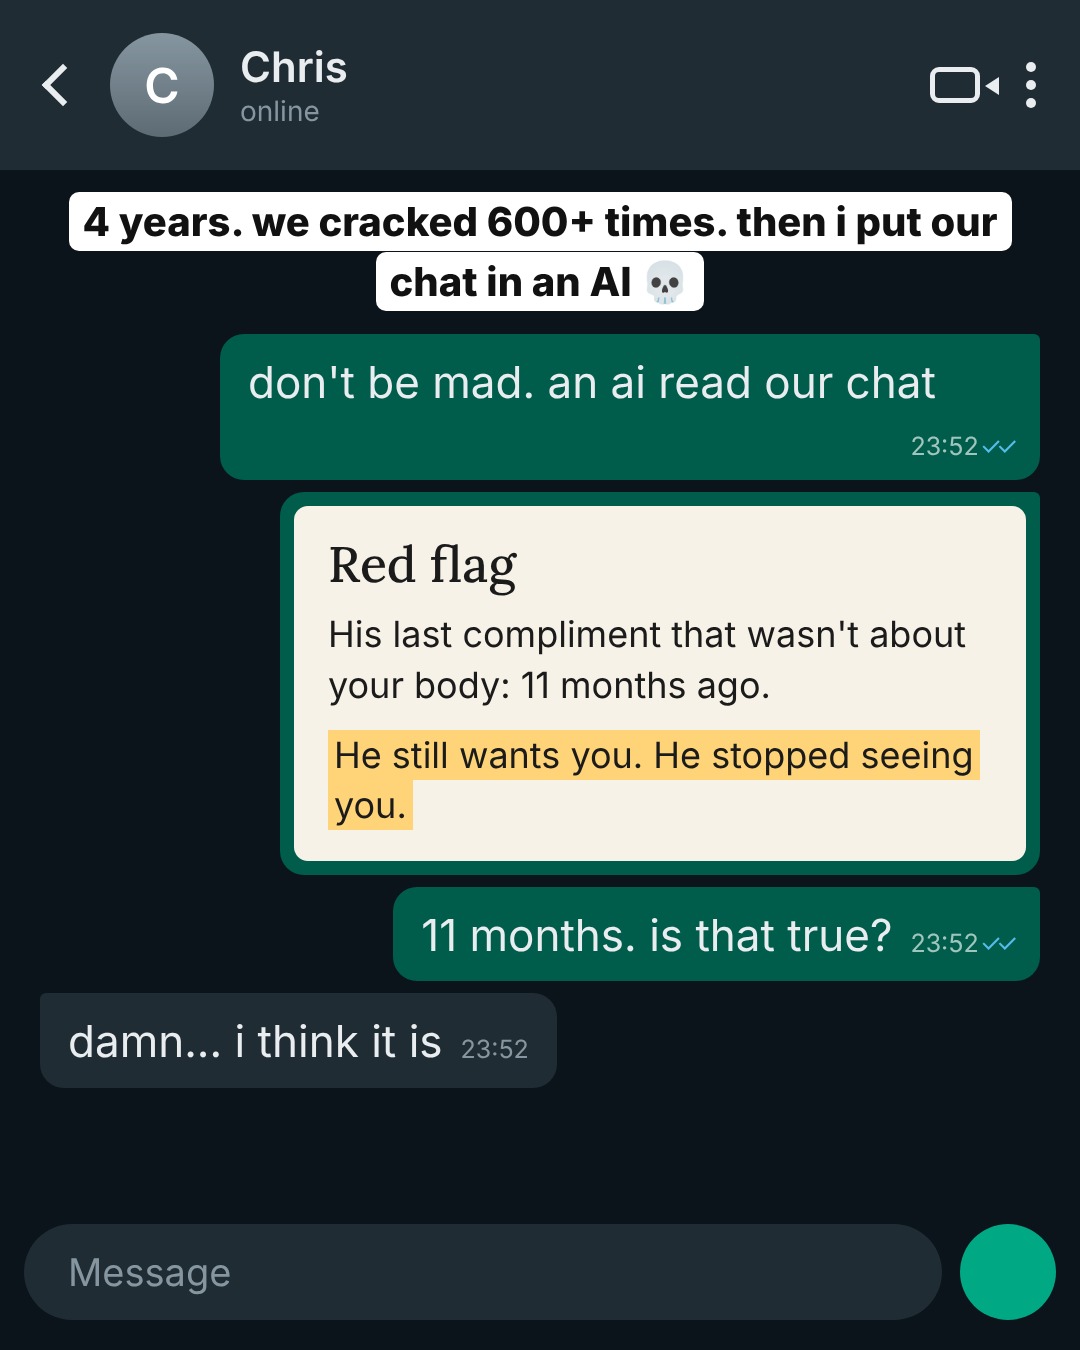 C
Chris
online
4 years. we cracked 600+ times. then i put our
chat in an AI 💀
don't be mad. an ai read our chat
23:52
Red flag
His last compliment that wasn't about
your body: 11 months ago.
He still wants you. He stopped seeing
you.
11 months. is that true? 23:52
damn... i think it is 23:52
Message